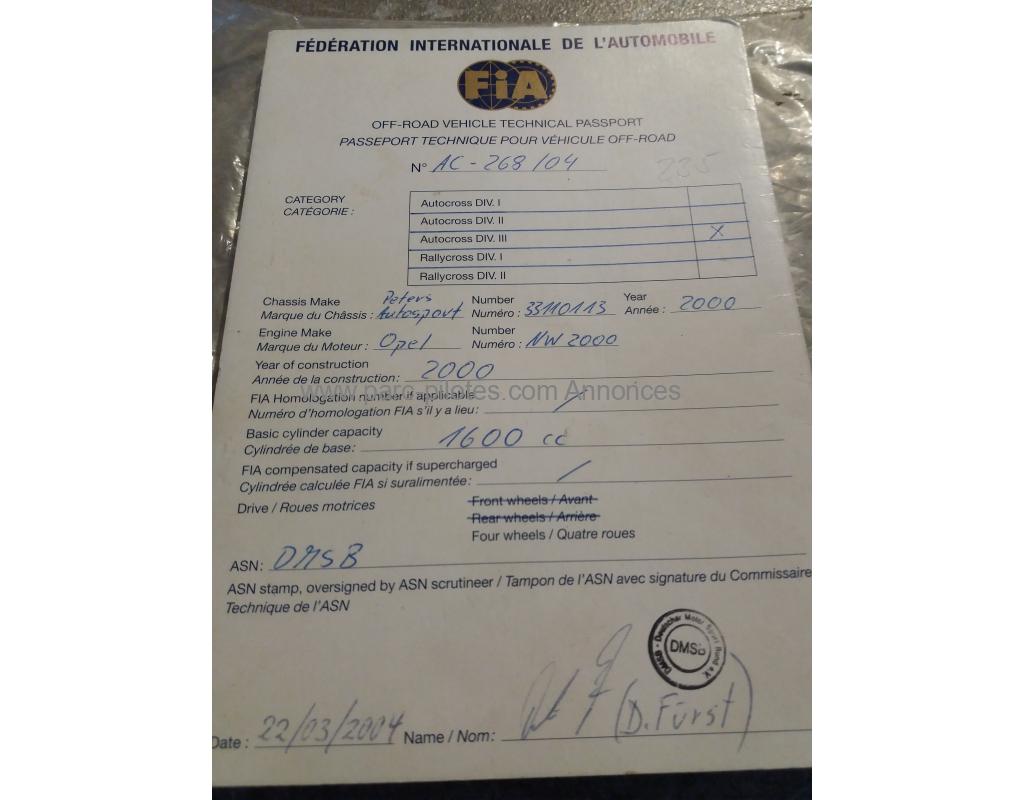 FÉDÉRATION INTERNATIONALE DE L'AUTOMOBILE
FiA
OFF-ROAD VEHICLE TECHNICAL PASSPORT
PASSEPORT TECHNIQUE POUR VÉHICULE OFF-ROAD
N° AC - 268/04 235
CATEGORY
CATÉGORIE :
Autocross DIV. I
Autocross DIV. II
Autocross DIV. III X
Rallycross DIV. I
Rallycross DIV. II
Chassis Make Peters Number Year
Marque du Châssis : Autosport Numéro : 33110113 Année : 2000
Engine Make Number
Marque du Moteur : Opel Numéro : NW 2000
Year of construction
Année de la construction: 2000
www.parc-pilotes.com Annonces
FIA Homologation number if applicable
Numéro d'homologation FIA s'il y a lieu: /
Basic cylinder capacity
Cylindrée de base: 1600 cc
FIA compensated capacity if supercharged
Cylindrée calculée FIA si suralimentée: /
Drive / Roues motrices
Front wheels / Avant
Rear wheels / Arrière
Four wheels / Quatre roues
ASN: DMSB
ASN stamp, oversigned by ASN scrutineer / Tampon de l'ASN avec signature du Commissaire
Technique de l'ASN
DMSB - Deutscher Motor Sport Bund e.V.
DMSB
Date : 22/03/2004 Name / Nom: (D. Fürst)